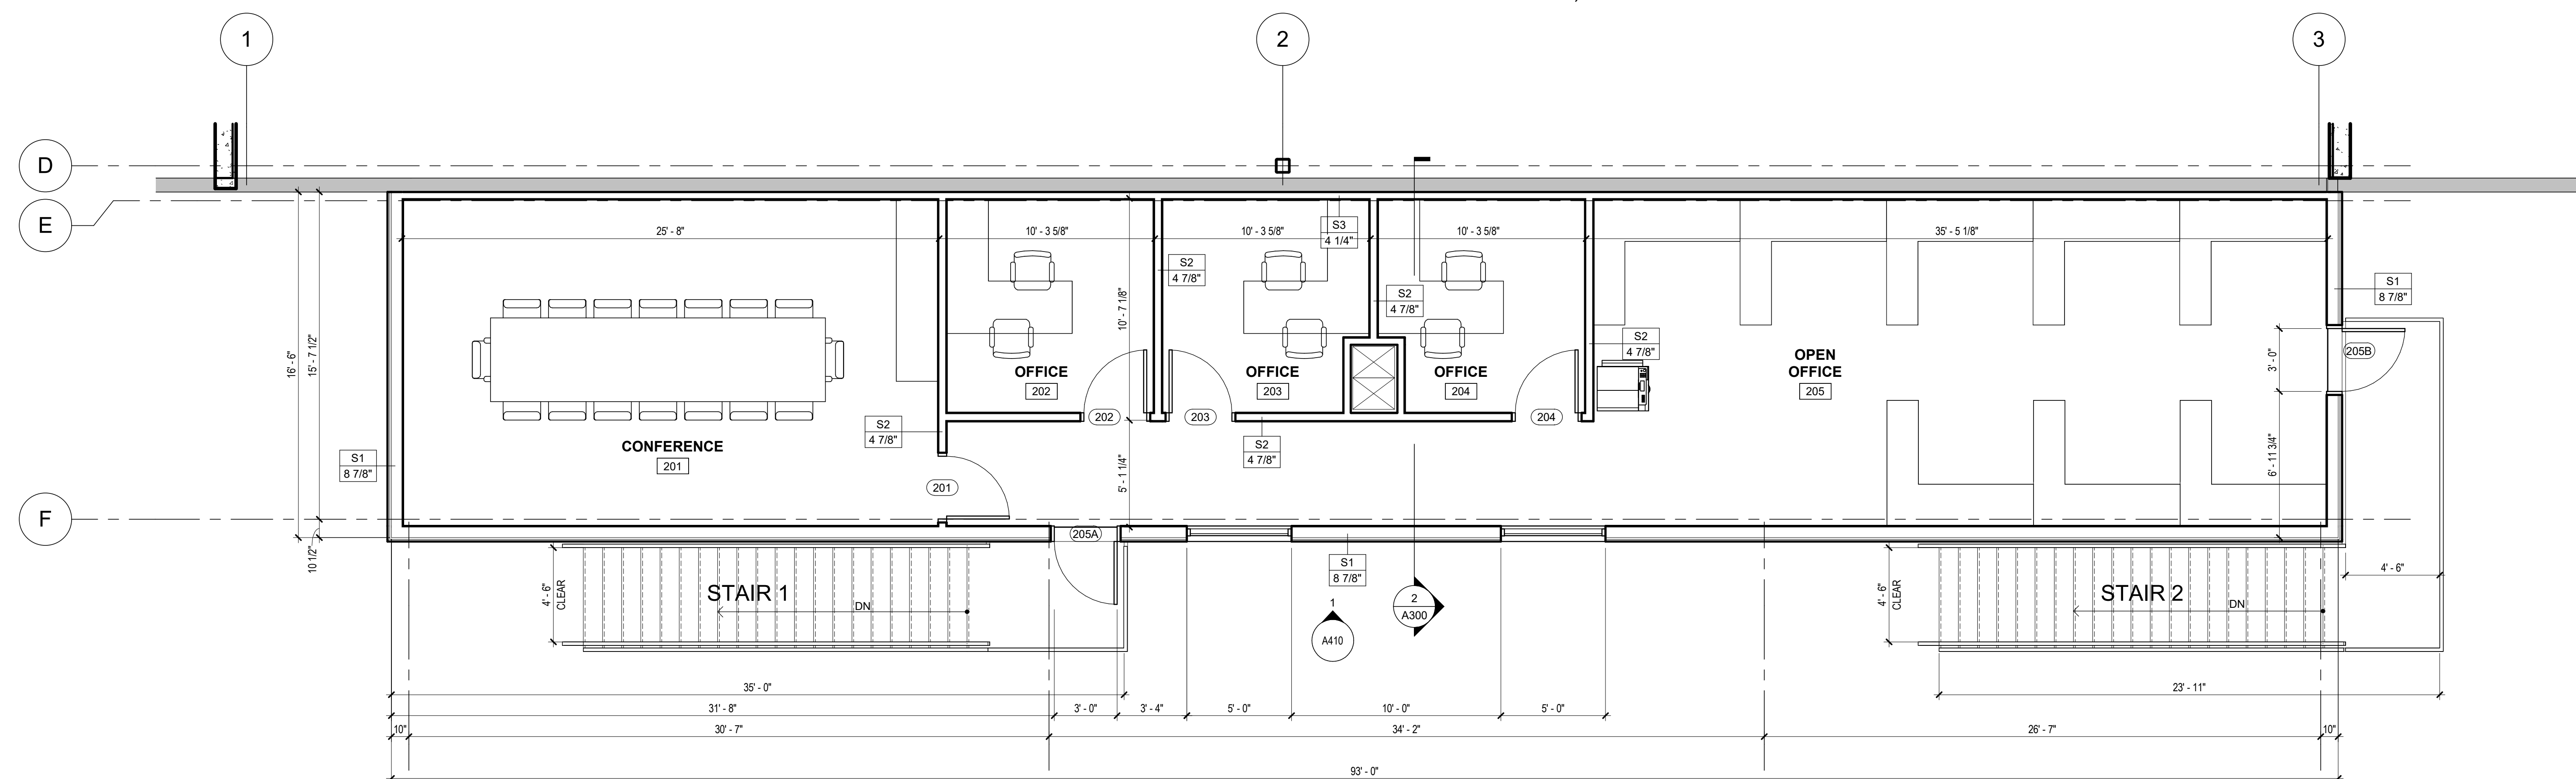 1
2
3
D
E
F
25' - 8"
10' - 3 5/8"
10' - 3 5/8"
10' - 3 5/8"
35' - 5 1/8"
S3
4 1/4"
S2
4 7/8"
S2
4 7/8"
S1
8 7/8"
10' - 7 1/8"
16' - 6"
15' - 7 1/2"
S2
4 7/8"
205B
3' - 0"
OPEN
OFFICE
205
OFFICE
202
OFFICE
203
OFFICE
204
202
203
204
S2
4 7/8"
S2
4 7/8"
CONFERENCE
201
S1
8 7/8"
5' - 1 1/4"
6' - 11 3/4"
201
205A
10 1/2"
S1
8 7/8"
4' - 6"
4' - 6"
CLEAR
STAIR 1
DN
4' - 6"
CLEAR
STAIR 2
DN
1
A410
2
A300
35' - 0"
23' - 11"
31' - 8"
3' - 0"
3' - 4"
5' - 0"
10' - 0"
5' - 0"
10"
30' - 7"
34' - 2"
26' - 7"
10"
93' - 0"